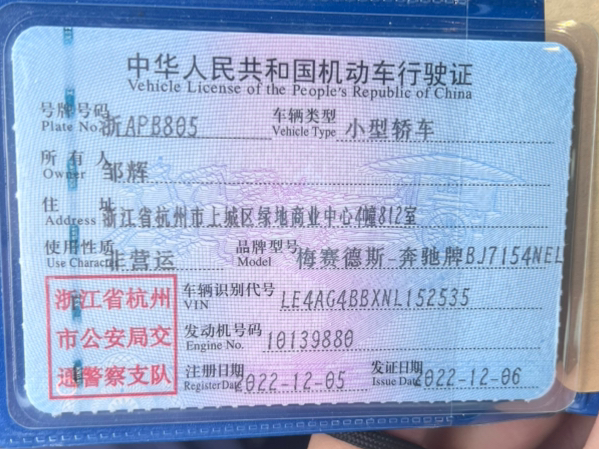 中华人民共和国机动车行驶证
Vehicle License of the People's Republic of China
号牌号码 浙APB805 车辆类型 小型轿车
Plate No. Vehicle Type
所有人 邹辉
Owner
住址 浙江省杭州市上城区绿地商业中心4幢812室
Address
使用性质 非营运 品牌型号 梅赛德斯-奔驰牌BJ7154NEL
Use Character Model
浙江省杭州 车辆识别代号 LE4AG4BBXNL152535
VIN
市公安局交 发动机号码 10139880
Engine No.
通警察支队 注册日期 2022-12-05 发证日期 2022-12-06
Register Date Issue Date